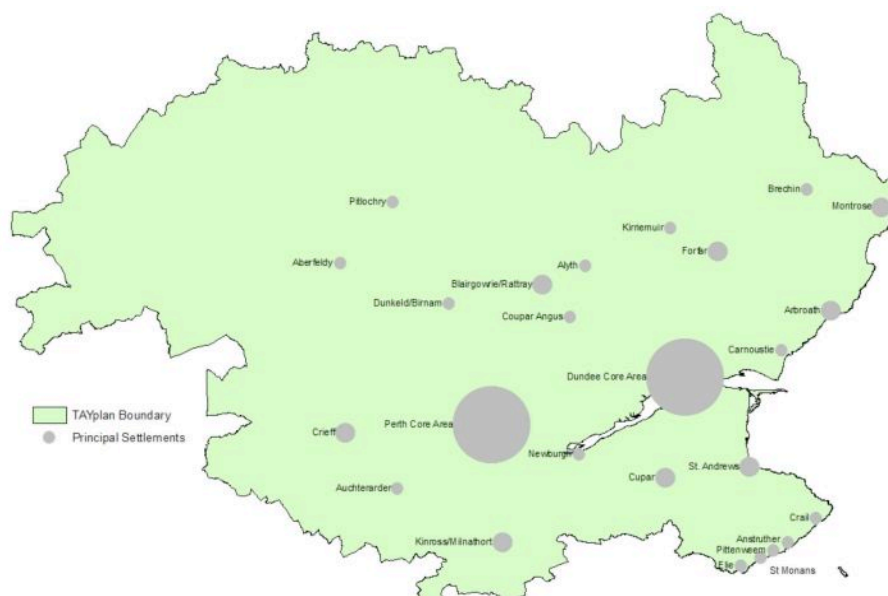 Brechin
Pitlochry
Montrose
Kirriemuir
Forfar
Aberfeldy
Alyth
Blairgowrie/Rattray
Dunkeld/Birnam
Coupar Angus
Arbroath
Carnoustie
Dundee Core Area
TAYplan Boundary
Principal Settlements
Crieff
Perth Core Area
Newburgh
St. Andrews
Cupar
Auchterarder
Crail
Kinross/Milnathort
Anstruther
Pittenweem
Elie
St Monans